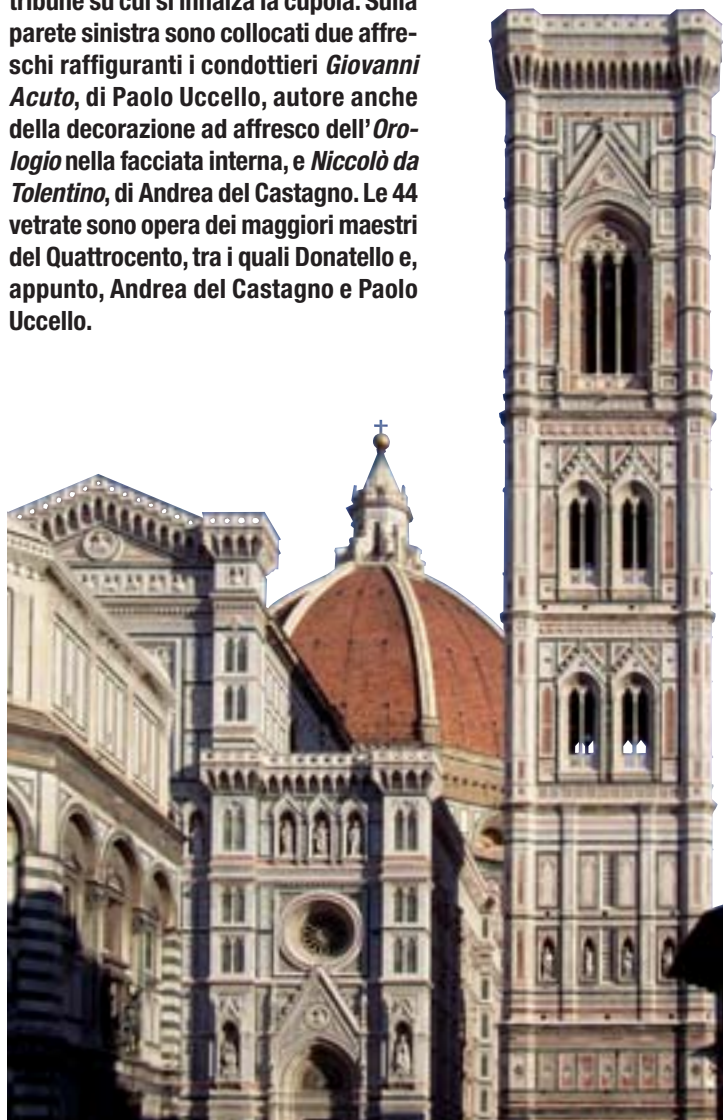 tribune su cui si innalza la cupola. Sulla
parete sinistra sono collocati due affre-
schi raffiguranti i condottieri Giovanni
Acuto, di Paolo Uccello, autore anche
della decorazione ad affresco dell'Oro-
logio nella facciata interna, e Niccolò da
Tolentino, di Andrea del Castagno. Le 44
vetrate sono opera dei maggiori maestri
del Quattrocento, tra i quali Donatello e,
appunto, Andrea del Castagno e Paolo
Uccello.